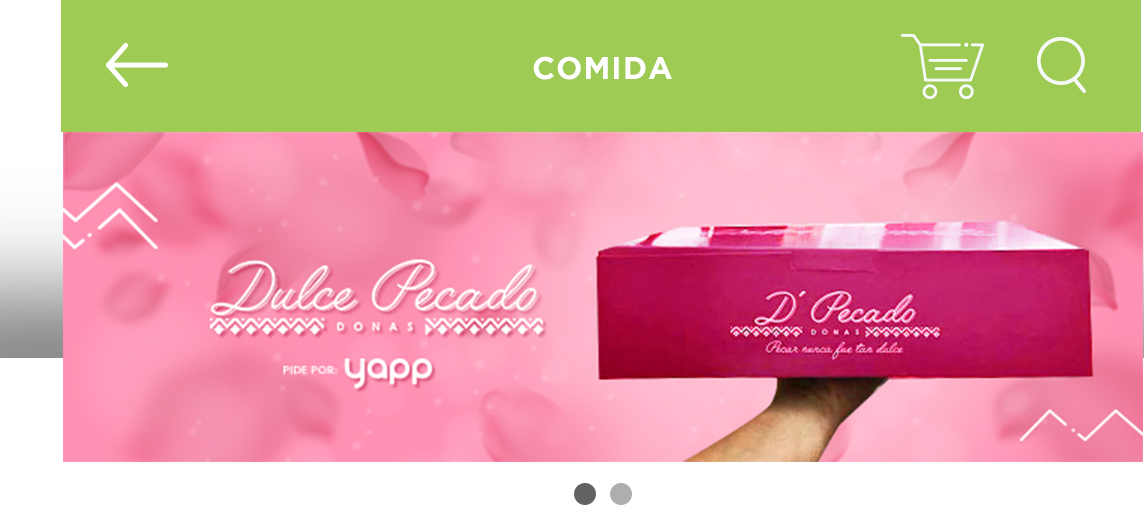 COMIDA
Dulce Pecado
DONAS
PIDE POR: yapp
D' Pecado
DONAS
Pecar nunca fue tan dulce